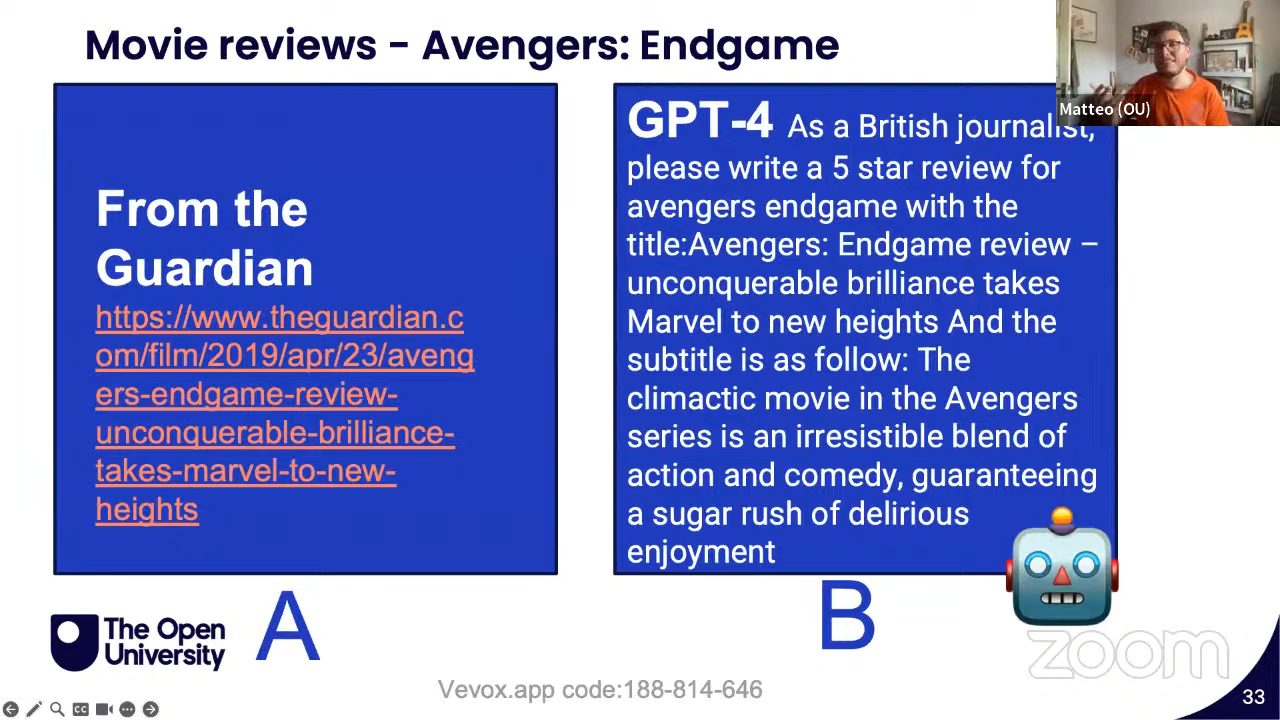 Movie reviews - Avengers: Endgame
Matteo (OU)
From the
Guardian
https://www.theguardian.c
om/film/2019/apr/23/aveng
ers-endgame-review-
unconquerable-brilliance-
takes-marvel-to-new-
heights
GPT-4 As a British journalist,
please write a 5 star review for
avengers endgame with the
title:Avengers: Endgame review –
unconquerable brilliance takes
Marvel to new heights And the
subtitle is as follow: The
climactic movie in the Avengers
series is an irresistible blend of
action and comedy, guaranteeing
a sugar rush of delirious
enjoyment
A
B
The Open
University
zoom
Vevox.app code:188-814-646
33
CC